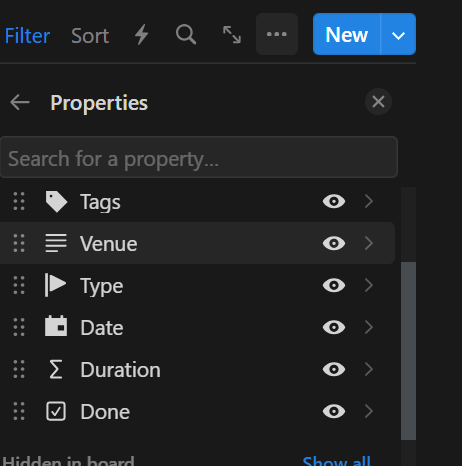 Filter Sort New
Properties
Search for a property...
Tags
Venue
Type
Date
Duration
Done
Hidden in board Show all